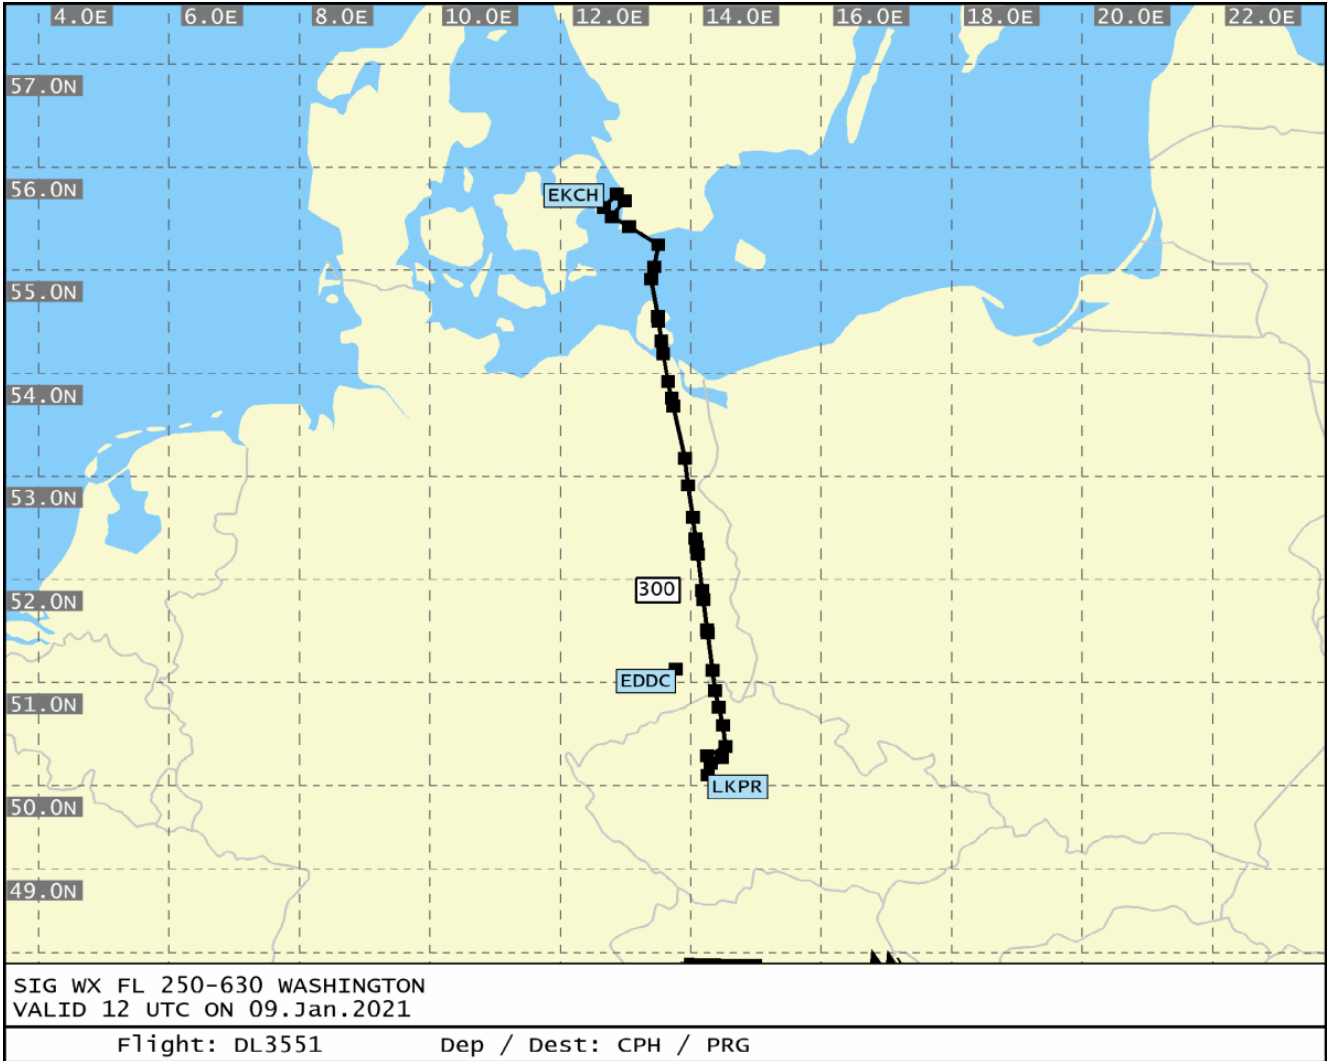 4.0E 6.0E 8.0E 10.0E 12.0E 14.0E 16.0E 18.0E 20.0E 22.0E
57.0N
56.0N
EKCH
55.0N
54.0N
53.0N
300
52.0N
EDDC
51.0N
LKPR
50.0N
49.0N
SIG WX FL 250-630 WASHINGTON
VALID 12 UTC ON 09.Jan.2021
Flight: DL3551 Dep / Dest: CPH / PRG